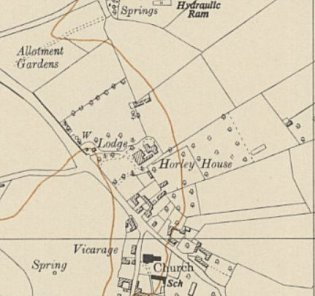 Springs
Hydraulic
Ram
Allotment
Gardens
W
Lodge
Horley House
Vicarage
Church
Spring
Sch